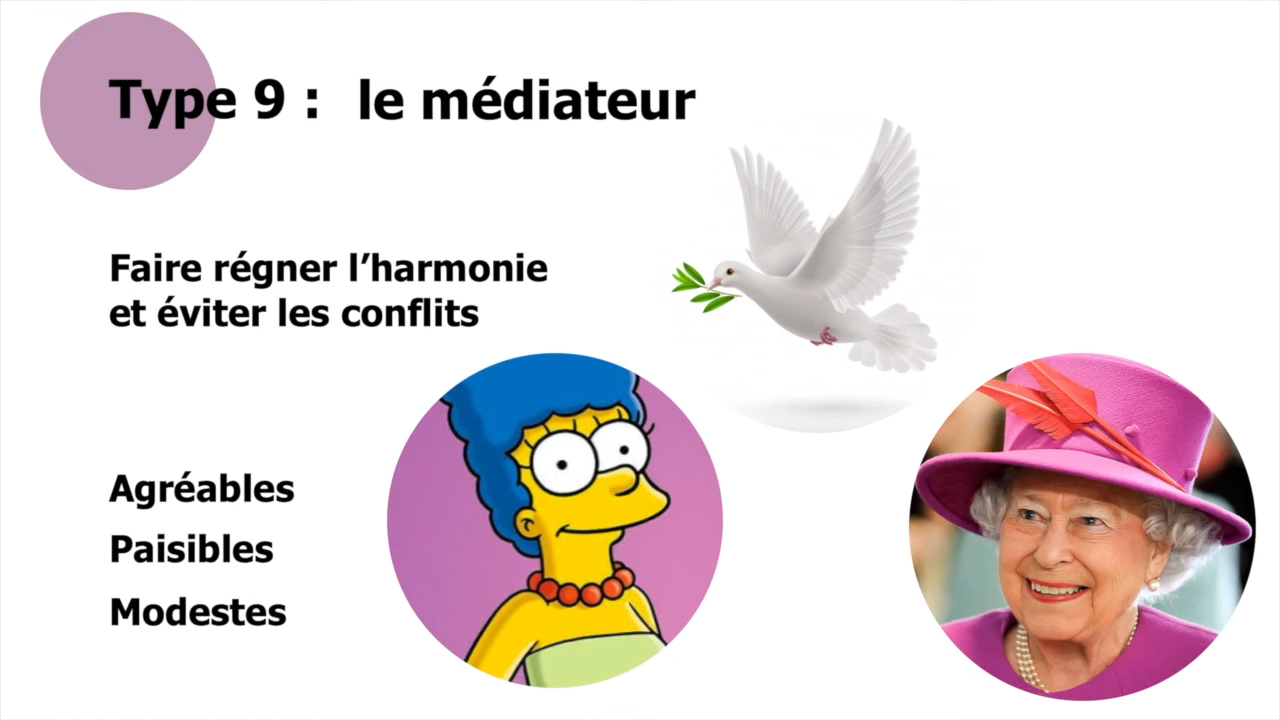 Type 9 : le médiateur
Faire régner l’harmonie
et éviter les conflits
Agréables
Paisibles
Modestes